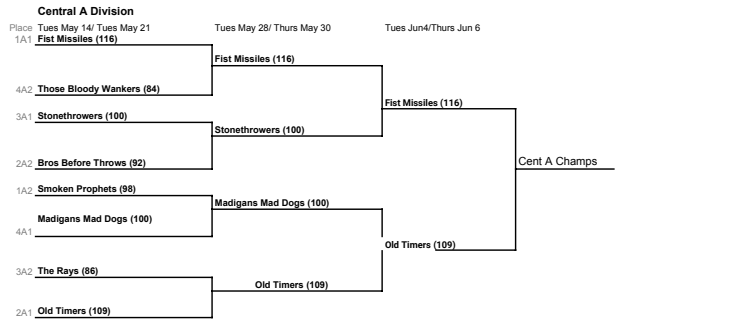 Central A Division
Place Tues May 14/ Tues May 21 Tues May 28/ Thurs May 30 Tues Jun4/Thurs Jun 6
1A1 Fist Missiles (116)
Fist Missiles (116)
4A2 Those Bloody Wankers (84)
Fist Missiles (116)
3A1 Stonethrowers (100)
Stonethrowers (100)
2A2 Bros Before Throws (92)
Cent A Champs
1A2 Smoken Prophets (98)
Madigans Mad Dogs (100)
Madigans Mad Dogs (100)
4A1
Old Timers (109)
3A2 The Rays (86)
Old Timers (109)
2A1 Old Timers (109)